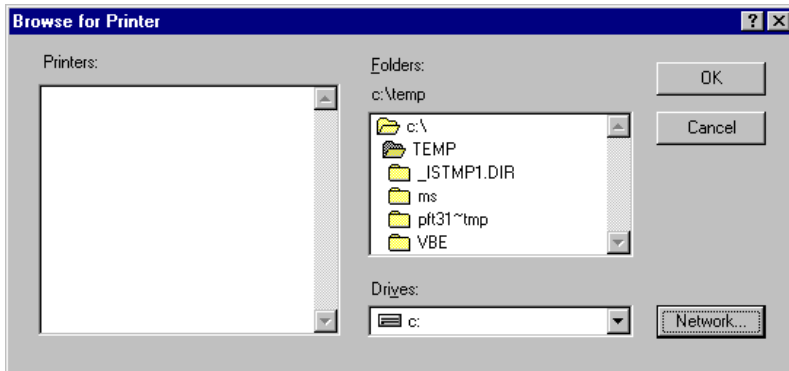 Browse for Printer
Printers:
Folders:
c:\temp
c:\
TEMP
_ISTMP1.DIR
ms
pft31~tmp
VBE
Drives:
c:
OK
Cancel
Network...